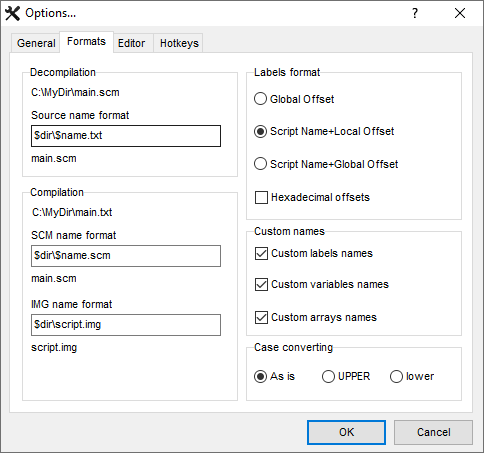 Options...
?
General
Formats
Editor
Hotkeys
Decompilation
C:\MyDir\main.scm
Source name format
$dir\$name.txt
main.scm
Compilation
C:\MyDir\main.txt
SCM name format
$dir\$name.scm
main.scm
IMG name format
$dir\script.img
script.img
Labels format
Global Offset
Script Name+Local Offset
Script Name+Global Offset
Hexadecimal offsets
Custom names
Custom labels names
Custom variables names
Custom arrays names
Case converting
As is
UPPER
lower
OK
Cancel